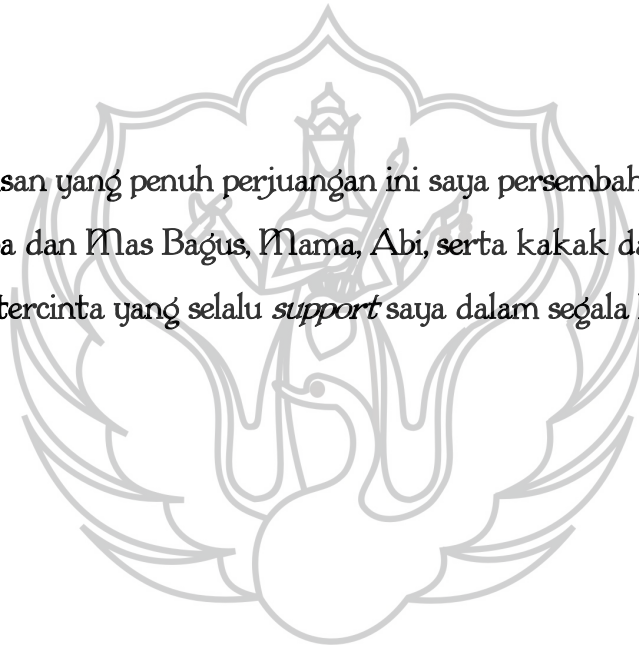 san yang penuh perjuangan ini saya persembah
a dan Mas Bagus, Mama, Abi, serta kakak da
tercinta yang selalu support saya dalam segala